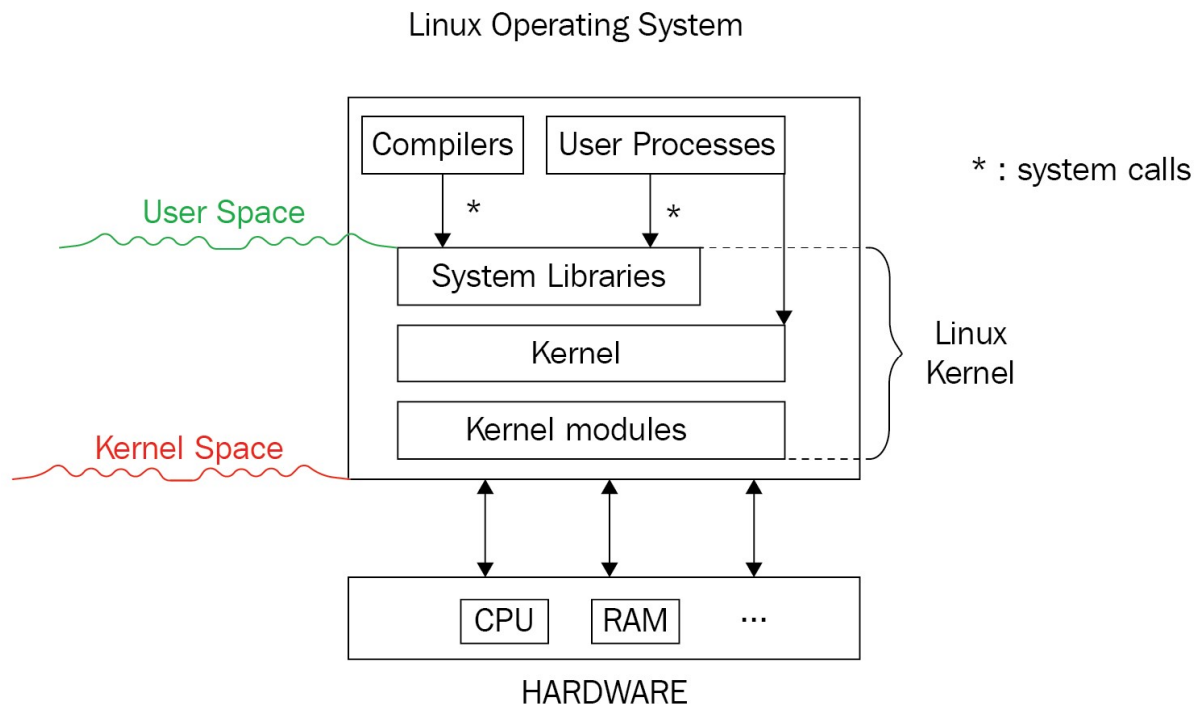 Linux Operating System
Compilers
User Processes
* : system calls
*
*
User Space
System Libraries
Kernel
Linux
Kernel
Kernel modules
Kernel Space
CPU
RAM
...
HARDWARE